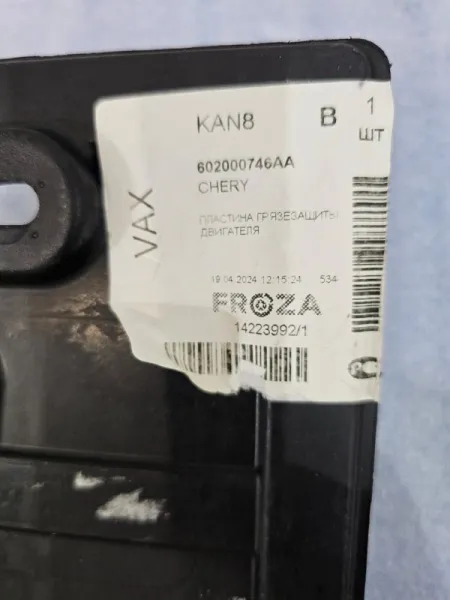 KAN8
B
1
ШТ
602000746AA
CHERY
VAX
ПЛАСТИНА ГРЯЗЕЗАЩИТЫ
ДВИГАТЕЛЯ
19.04.2024 12:15:24
534
FROZA
14223992/1